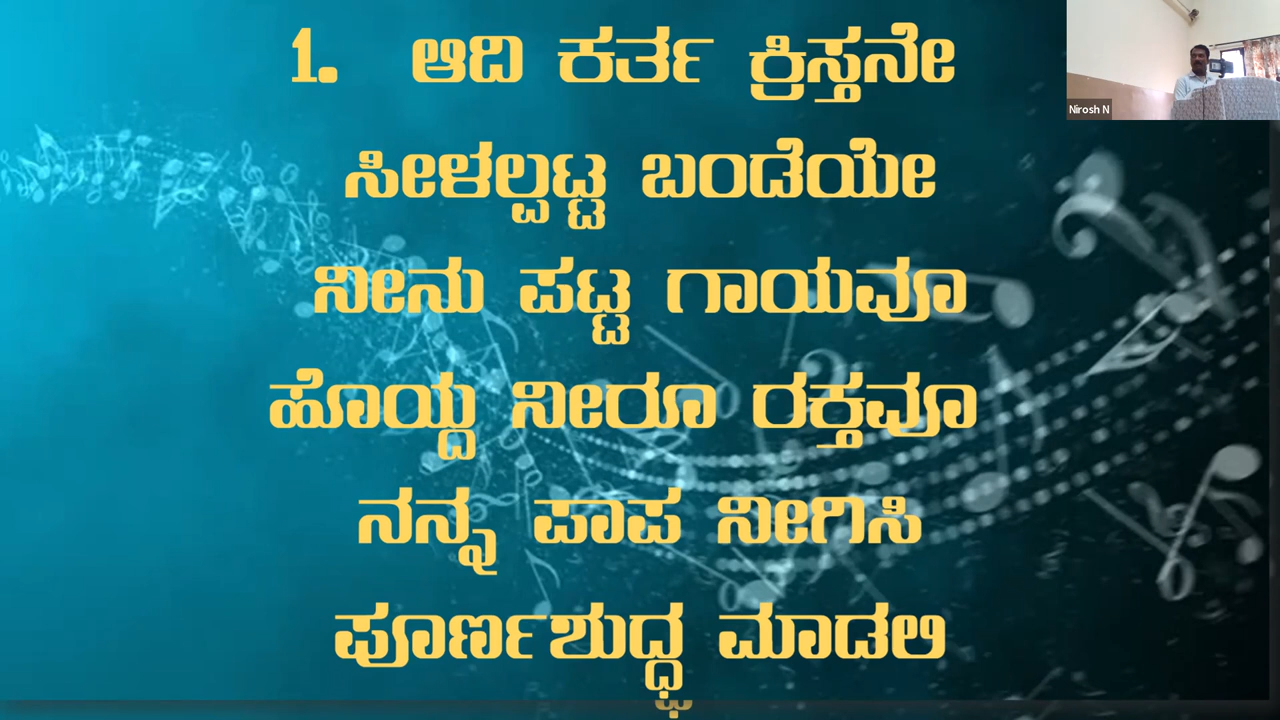 1. ಆದಿ ಕರ್ತ ಕ್ರಿಸ್ತನೇ
ಸೀಳಲ್ಪಟ್ಟ ಬಂಡೆಯೇ
ನೀನು ಪಟ್ಟ ಗಾಯವೂ
ಹೊಯ್ದ ನೀರೂ ರಕ್ತವೂ
ನನ್ನ ಪಾಪ ನೀಗಿಸಿ
ಪೂರ್ಣಶುದ್ಧ ಮಾಡಲಿ
Nirosh N